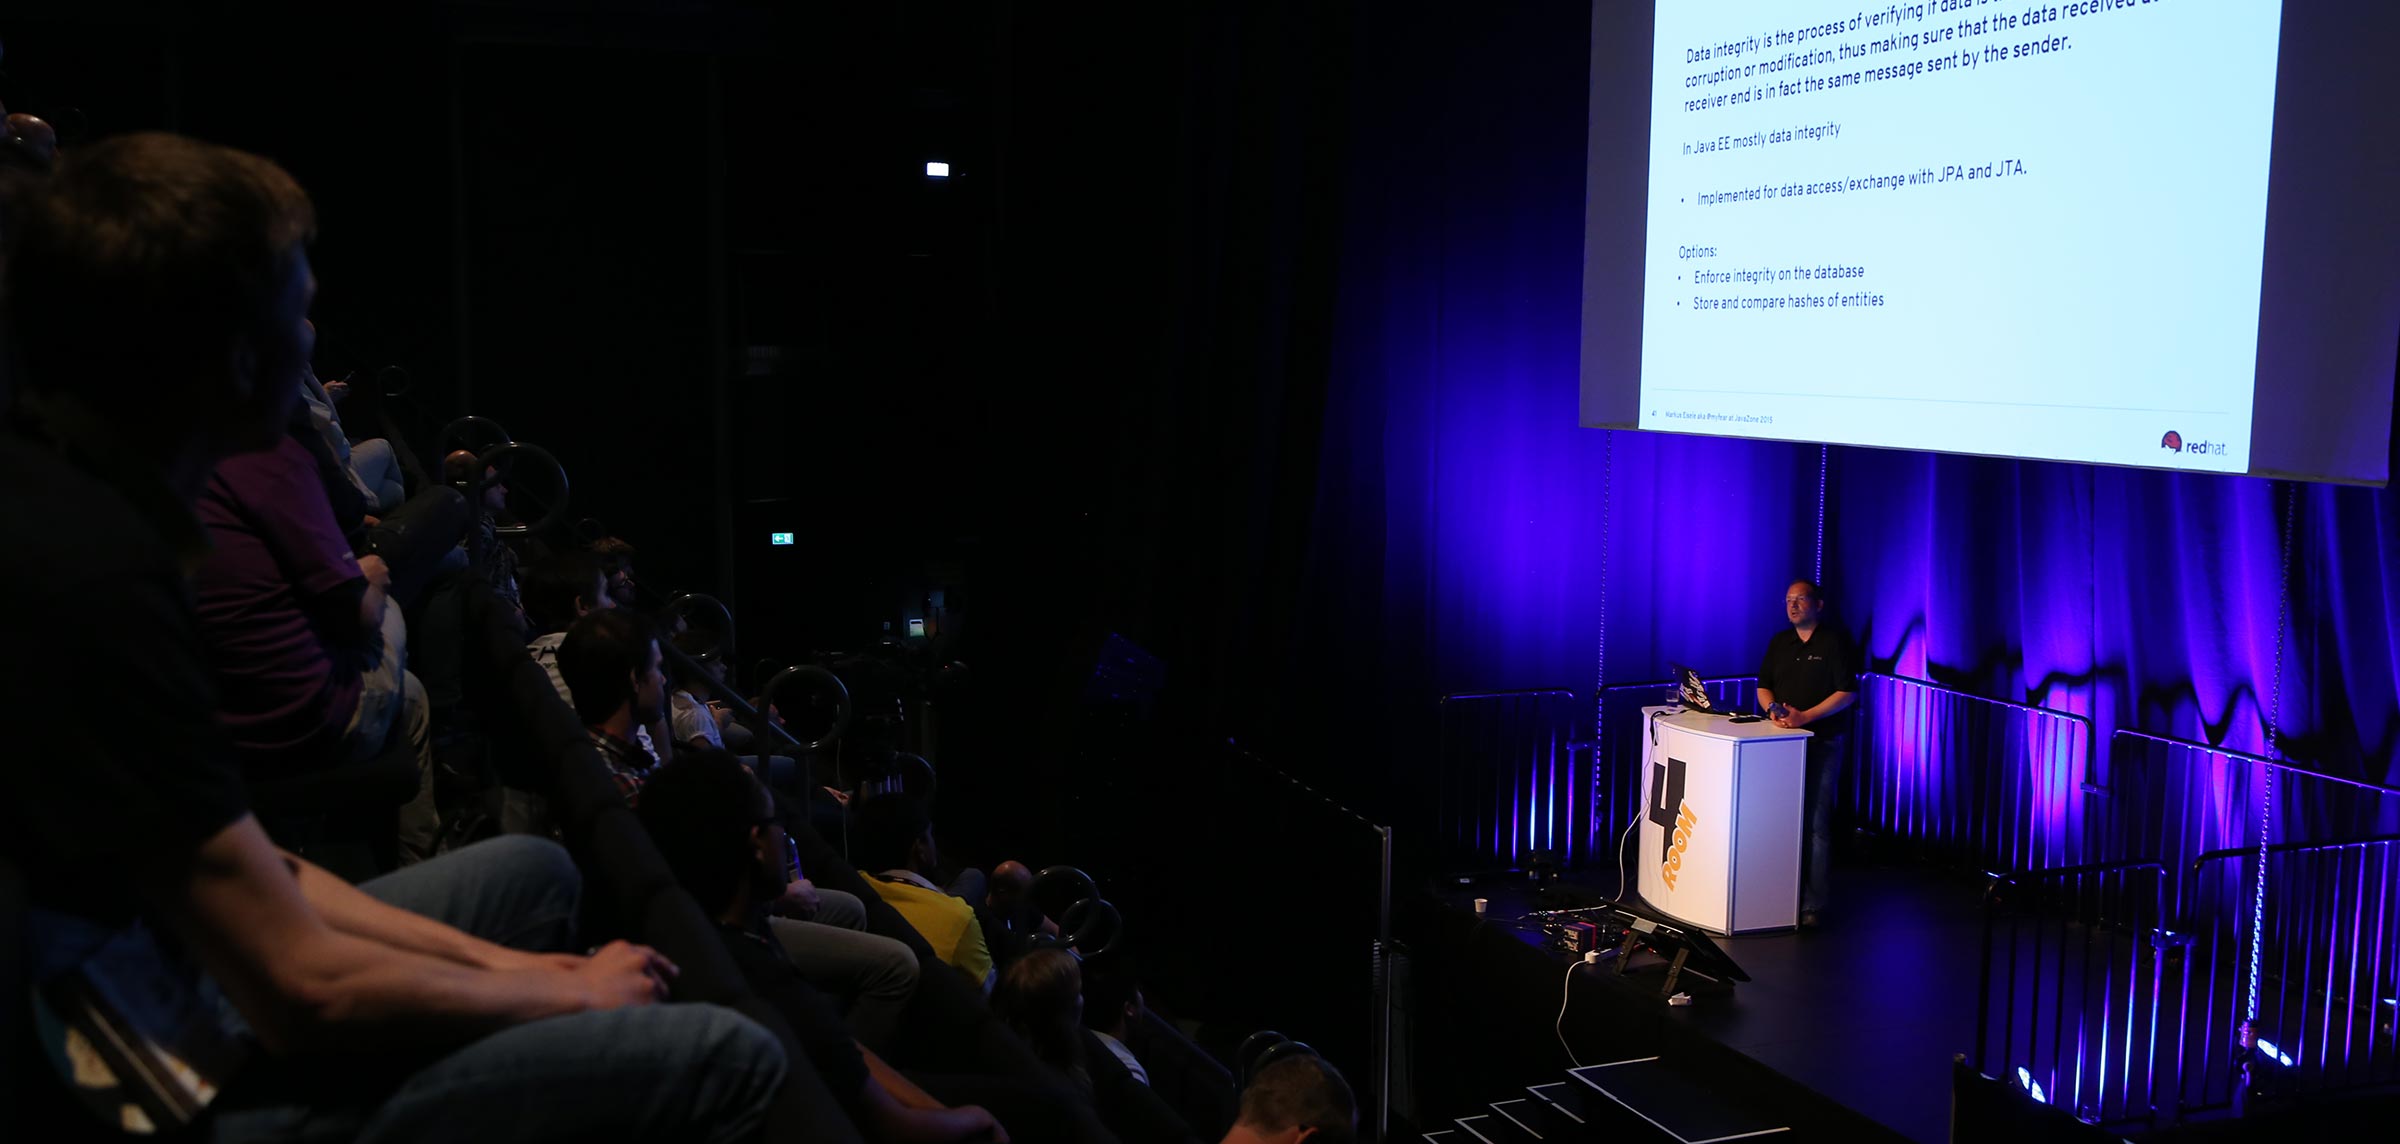 Data integrity is the process of verifying if data is
corruption or modification, thus making sure that the data received
receiver end is in fact the same message sent by the sender.
In Java EE mostly data integrity
• Implemented for data access/exchange with JPA and JTA.
Options:
• Enforce integrity on the database
• Store and compare hashes of entities
41 Markus Eisele aka @myfear at JavaZone 2015
redhat.
4
ROOM